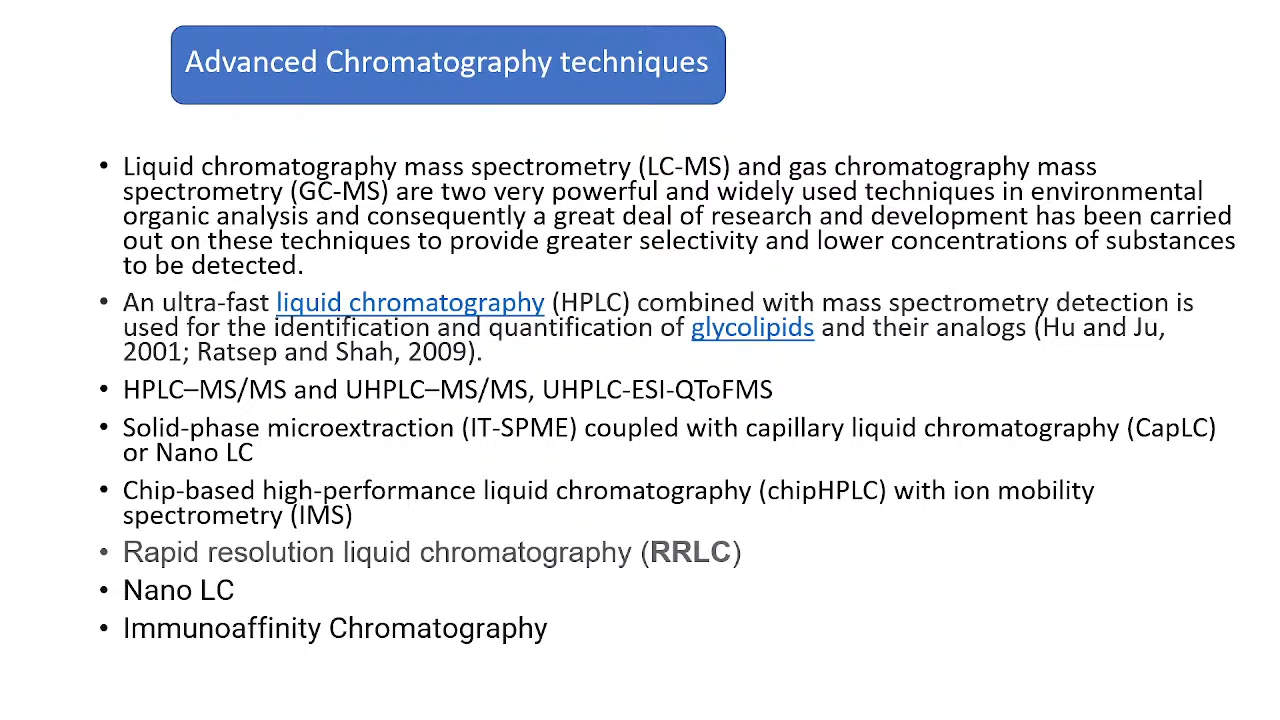 Advanced Chromatography techniques
• Liquid chromatography mass spectrometry (LC-MS) and gas chromatography mass
spectrometry (GC-MS) are two very powerful and widely used techniques in environmental
organic analysis and consequently a great deal of research and development has been carried
out on these techniques to provide greater selectivity and lower concentrations of substances
to be detected.
• An ultra-fast liquid chromatography (HPLC) combined with mass spectrometry detection is
used for the identification and quantification of glycolipids and their analogs (Hu and Ju,
2001; Ratsep and Shah, 2009).
• HPLC–MS/MS and UHPLC–MS/MS, UHPLC-ESI-QToFMS
• Solid-phase microextraction (IT-SPME) coupled with capillary liquid chromatography (CapLC)
or Nano LC
• Chip-based high-performance liquid chromatography (chipHPLC) with ion mobility
spectrometry (IMS)
• Rapid resolution liquid chromatography (RRLC)
• Nano LC
• Immunoaffinity Chromatography